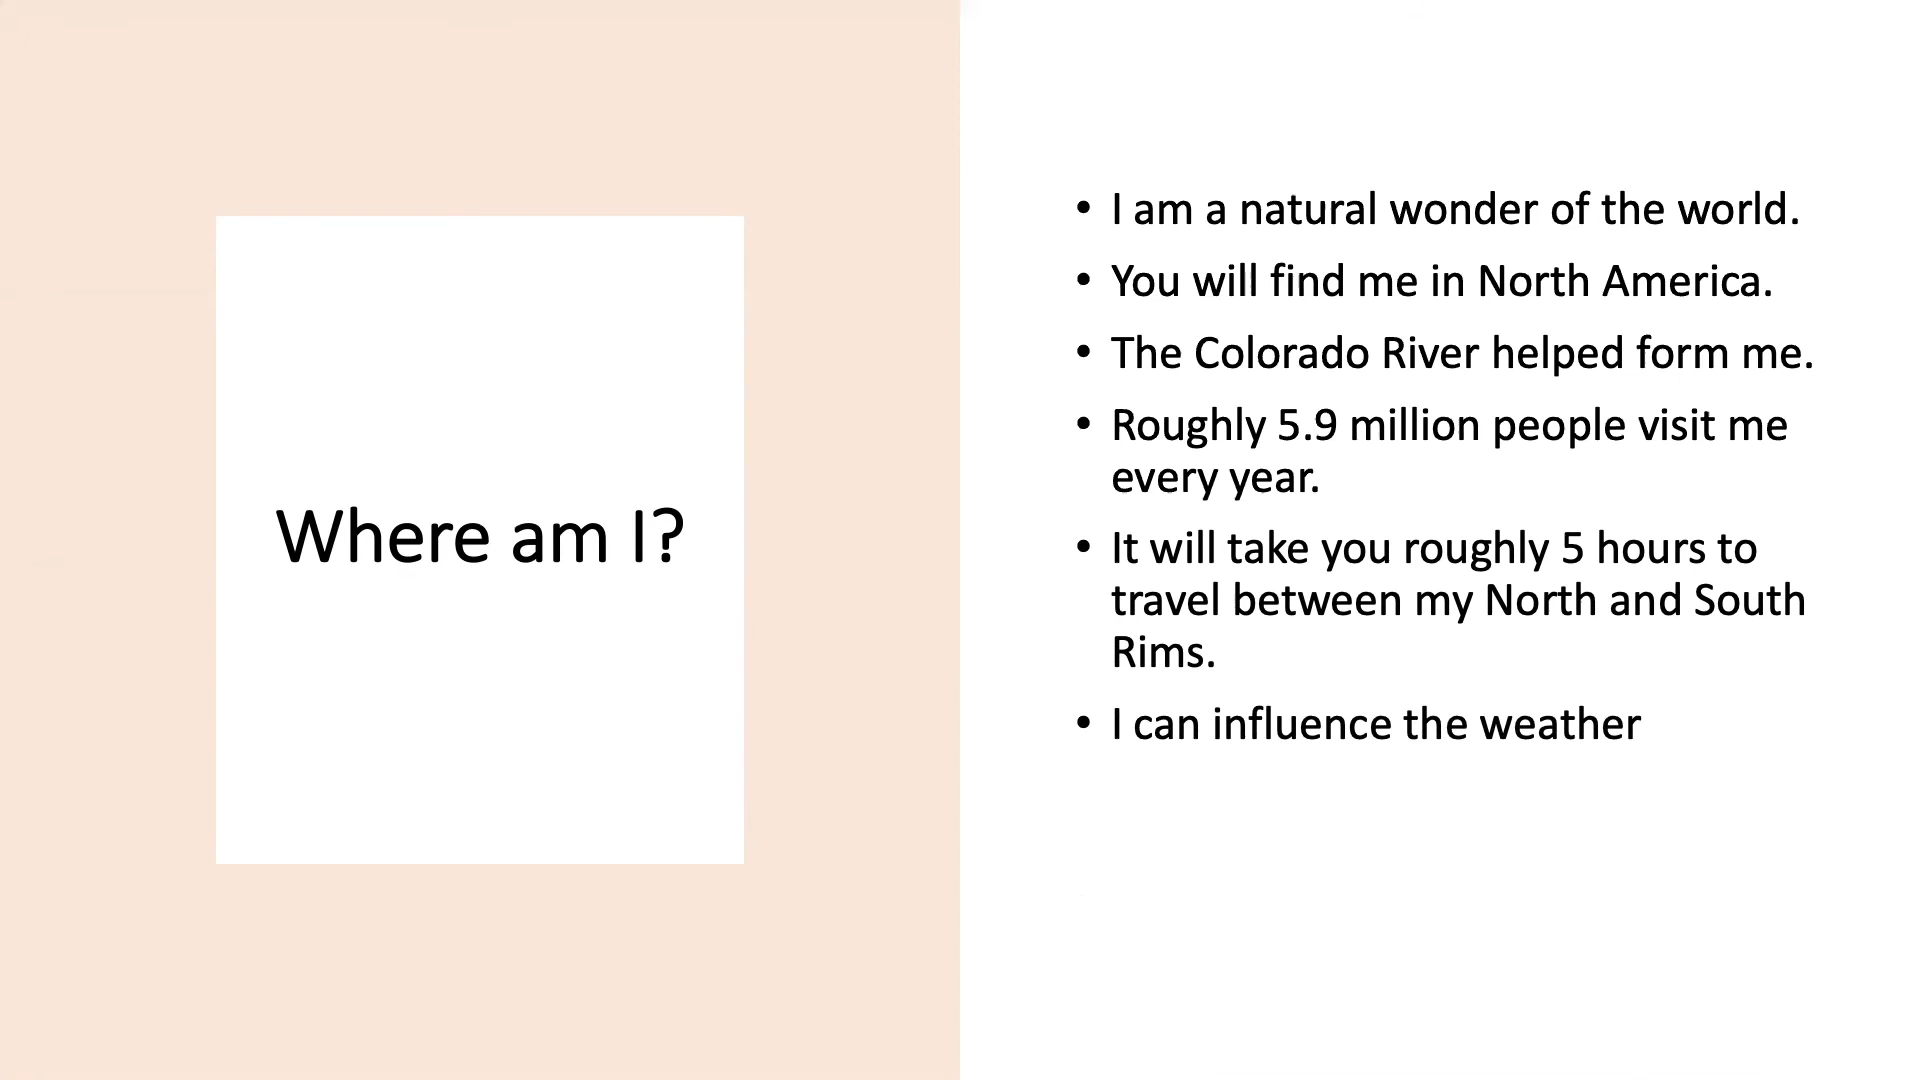 Where am I?
• I am a natural wonder of the world.
• You will find me in North America.
• The Colorado River helped form me.
• Roughly 5.9 million people visit me
every year.
• It will take you roughly 5 hours to
travel between my North and South
Rims.
• I can influence the weather